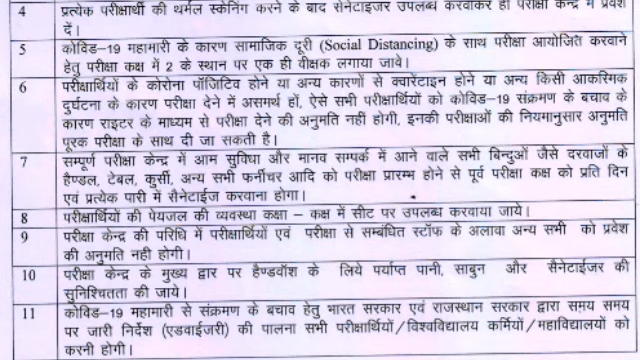 4 प्रत्येक परीक्षार्थी की थर्मल स्केनिंग करने के बाद सेनेटाइजर उपलब्ध करवाकर ही परीक्षा केन्द्र में प्रवेश
दें।
5 कोविड–19 महामारी के कारण सामाजिक दूरी (Social Distancing) के साथ परीक्षा आयोजित करवाने
हेतु परीक्षा कक्ष में 2 के स्थान पर एक ही वीक्षक लगाया जावे।
6 परीक्षार्थियों के कोरोना पॉजिटिव होने या अन्य कारणों से क्वारेंटाइन होने या अन्य किसी आकस्मिक
दुर्घटना के कारण परीक्षा देने में असमर्थ हों, ऐसे सभी परीक्षार्थियों को कोविड–19 संक्रमण के बचाव के
कारण राइटर के माध्यम से परीक्षा देने की अनुमति नहीं होगी, इनकी परीक्षाओं की नियमानुसार अनुमति
पूरक परीक्षा के साथ दी जा सकती है।
7 सम्पूर्ण परीक्षा केन्द्र में आम सुविधा और मानव सम्पर्क में आने वाले सभी बिन्दुओं जैसे दरवाजों के
हैण्डल, टेबल, कुर्सी, अन्य सभी फर्नीचर आदि को परीक्षा प्रारम्भ होने से पूर्व परीक्षा कक्ष को प्रति दिन
एवं प्रत्येक पारी में सैनेटाईज करवाना होगा।
8 परीक्षार्थियों की पेयजल की व्यवस्था कक्षा – कक्ष में सीट पर उपलब्ध करवाया जाये।
9 परीक्षा केन्द्र की परिधि में परीक्षार्थियों एवं परीक्षा से सम्बंधित स्टॉफ के अलावा अन्य सभी को प्रवेश
की अनुमति नही होगी।
10 परीक्षा केन्द्र के मुख्य द्वार पर हैण्डवॉश के लिये पर्याप्त पानी, साबुन और सैनेटाईजर की
सुनिश्चितता की जाये।
11 कोविड–19 महामारी से संक्रमण के बचाव हेतु भारत सरकार एवं राजस्थान सरकार द्वारा समय समय
पर जारी निर्देश (एडवाईजरी) की पालना सभी परीक्षार्थियों/विश्वविद्यालय कर्मियों/महाविद्यालयों को
करनी होगी।